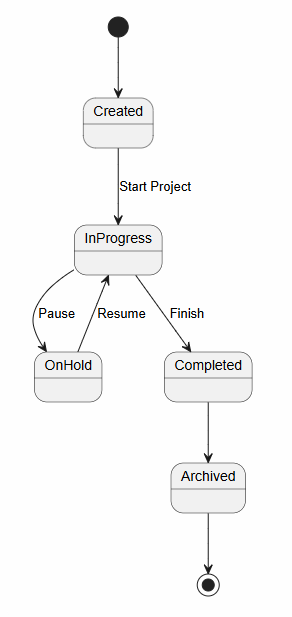 Created
Start Project
InProgress
Pause
Resume
Finish
OnHold
Completed
Archived